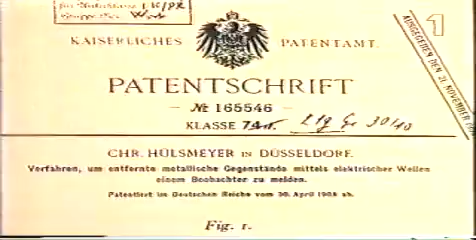 KAISERLICHES PATENTAMT.
PATENTSCHRIFT
— № 165546 —
KLASSE
CHR. HÜLSMEYER IN DÜSSELDORF.
Verfahren, um entfernte metallische Gegenstände mittels elektrischer Wellen
einem Beobachter zu melden.
Patentiert im Deutschen Reiche vom 30. April 1904 ab.
Fig. 1.
1
AUSGEGEBEN DEN 21. NOVEMBER